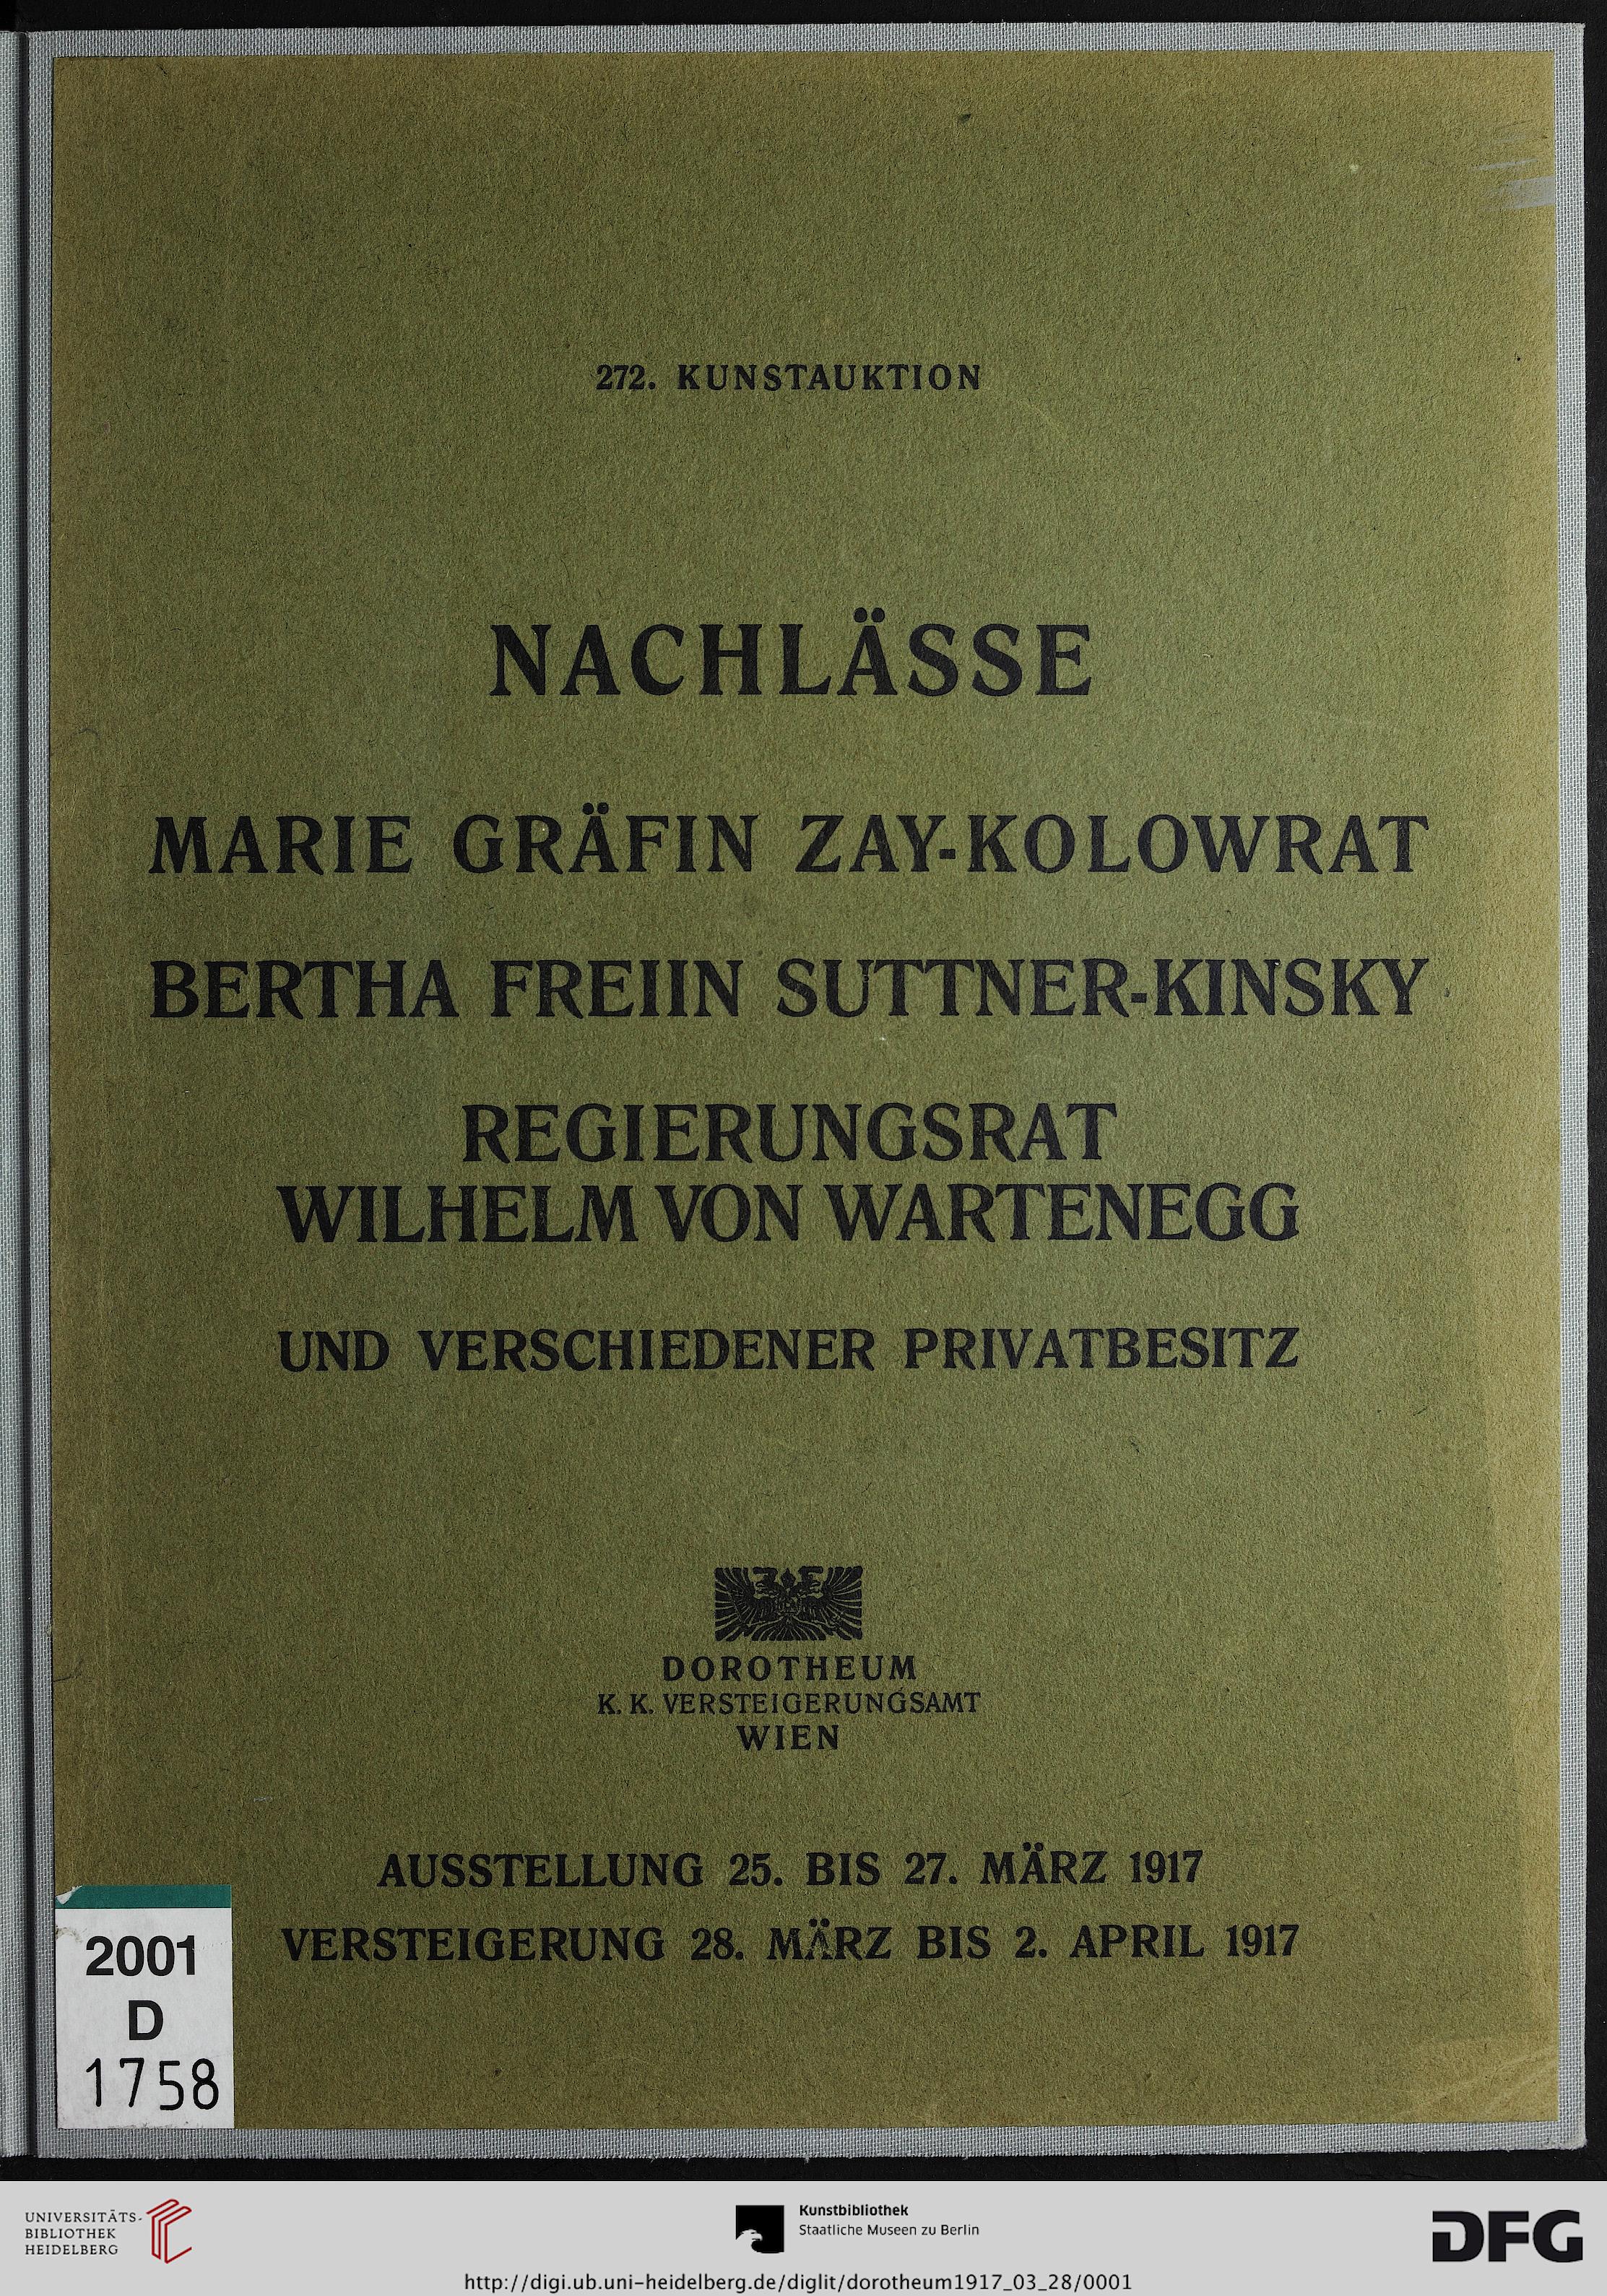 272. KUNSTAUKTION
NACHLÄSSE
MARIE GRÄFIN ZAY-KOLOWRAT
BERTHA FREIIN SUTTNER-KINSKY
REGIERUNGSRAT
WILHELM VON WARTENEGG
UND VERSCHIEDENER PRIVATBESITZ
DOROTHEUM
K. K. VERSTEIGERUNGSAMT
WIEN
AUSSTELLUNG 25. BIS 27. MÄRZ 1917
VERSTEIGERUNG 28. MÄRZ BIS 2. APRIL 1917
2001
D
1758
UNIVERSITÄTS-
BIBLIOTHEK
HEIDELBERG
Kunstbibliothek
Staatliche Museen zu Berlin
DFG
http://digi.ub.uni-heidelberg.de/diglit/dorotheum1917_03_28/0001